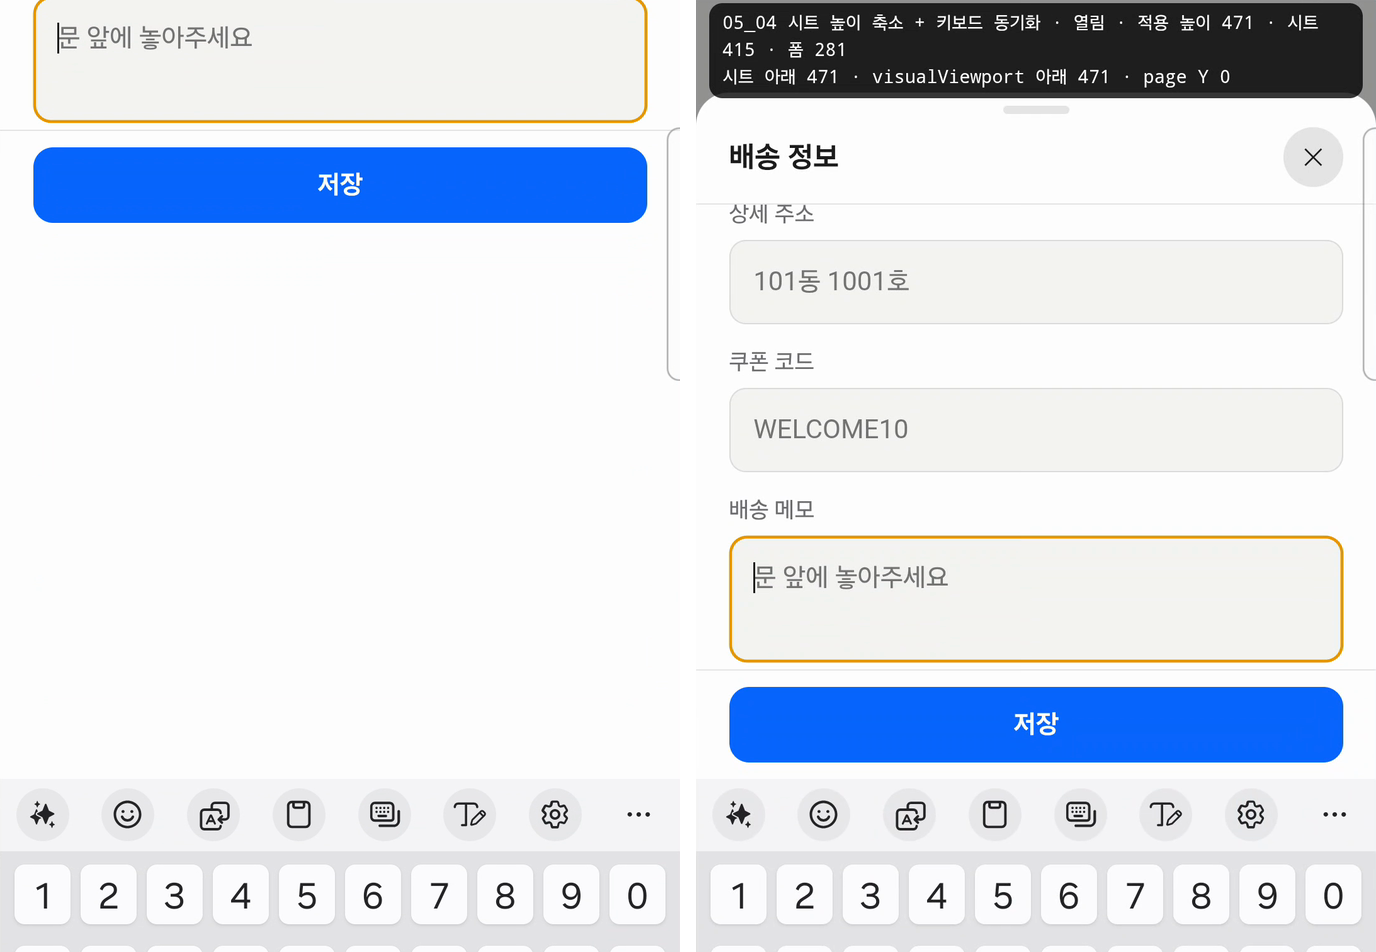 문 앞에 놓아주세요
저장
1 2 3 4 5 6 7 8 9 0
05_04 시트 높이 축소 + 키보드 동기화 · 열림 · 적용 높이 471 · 시트
415 · 폼 281
시트 아래 471 · visualViewport 아래 471 · page Y 0
배송 정보
상세 주소
101동 1001호
쿠폰 코드
WELCOME10
배송 메모
문 앞에 놓아주세요
저장
1 2 3 4 5 6 7 8 9 0